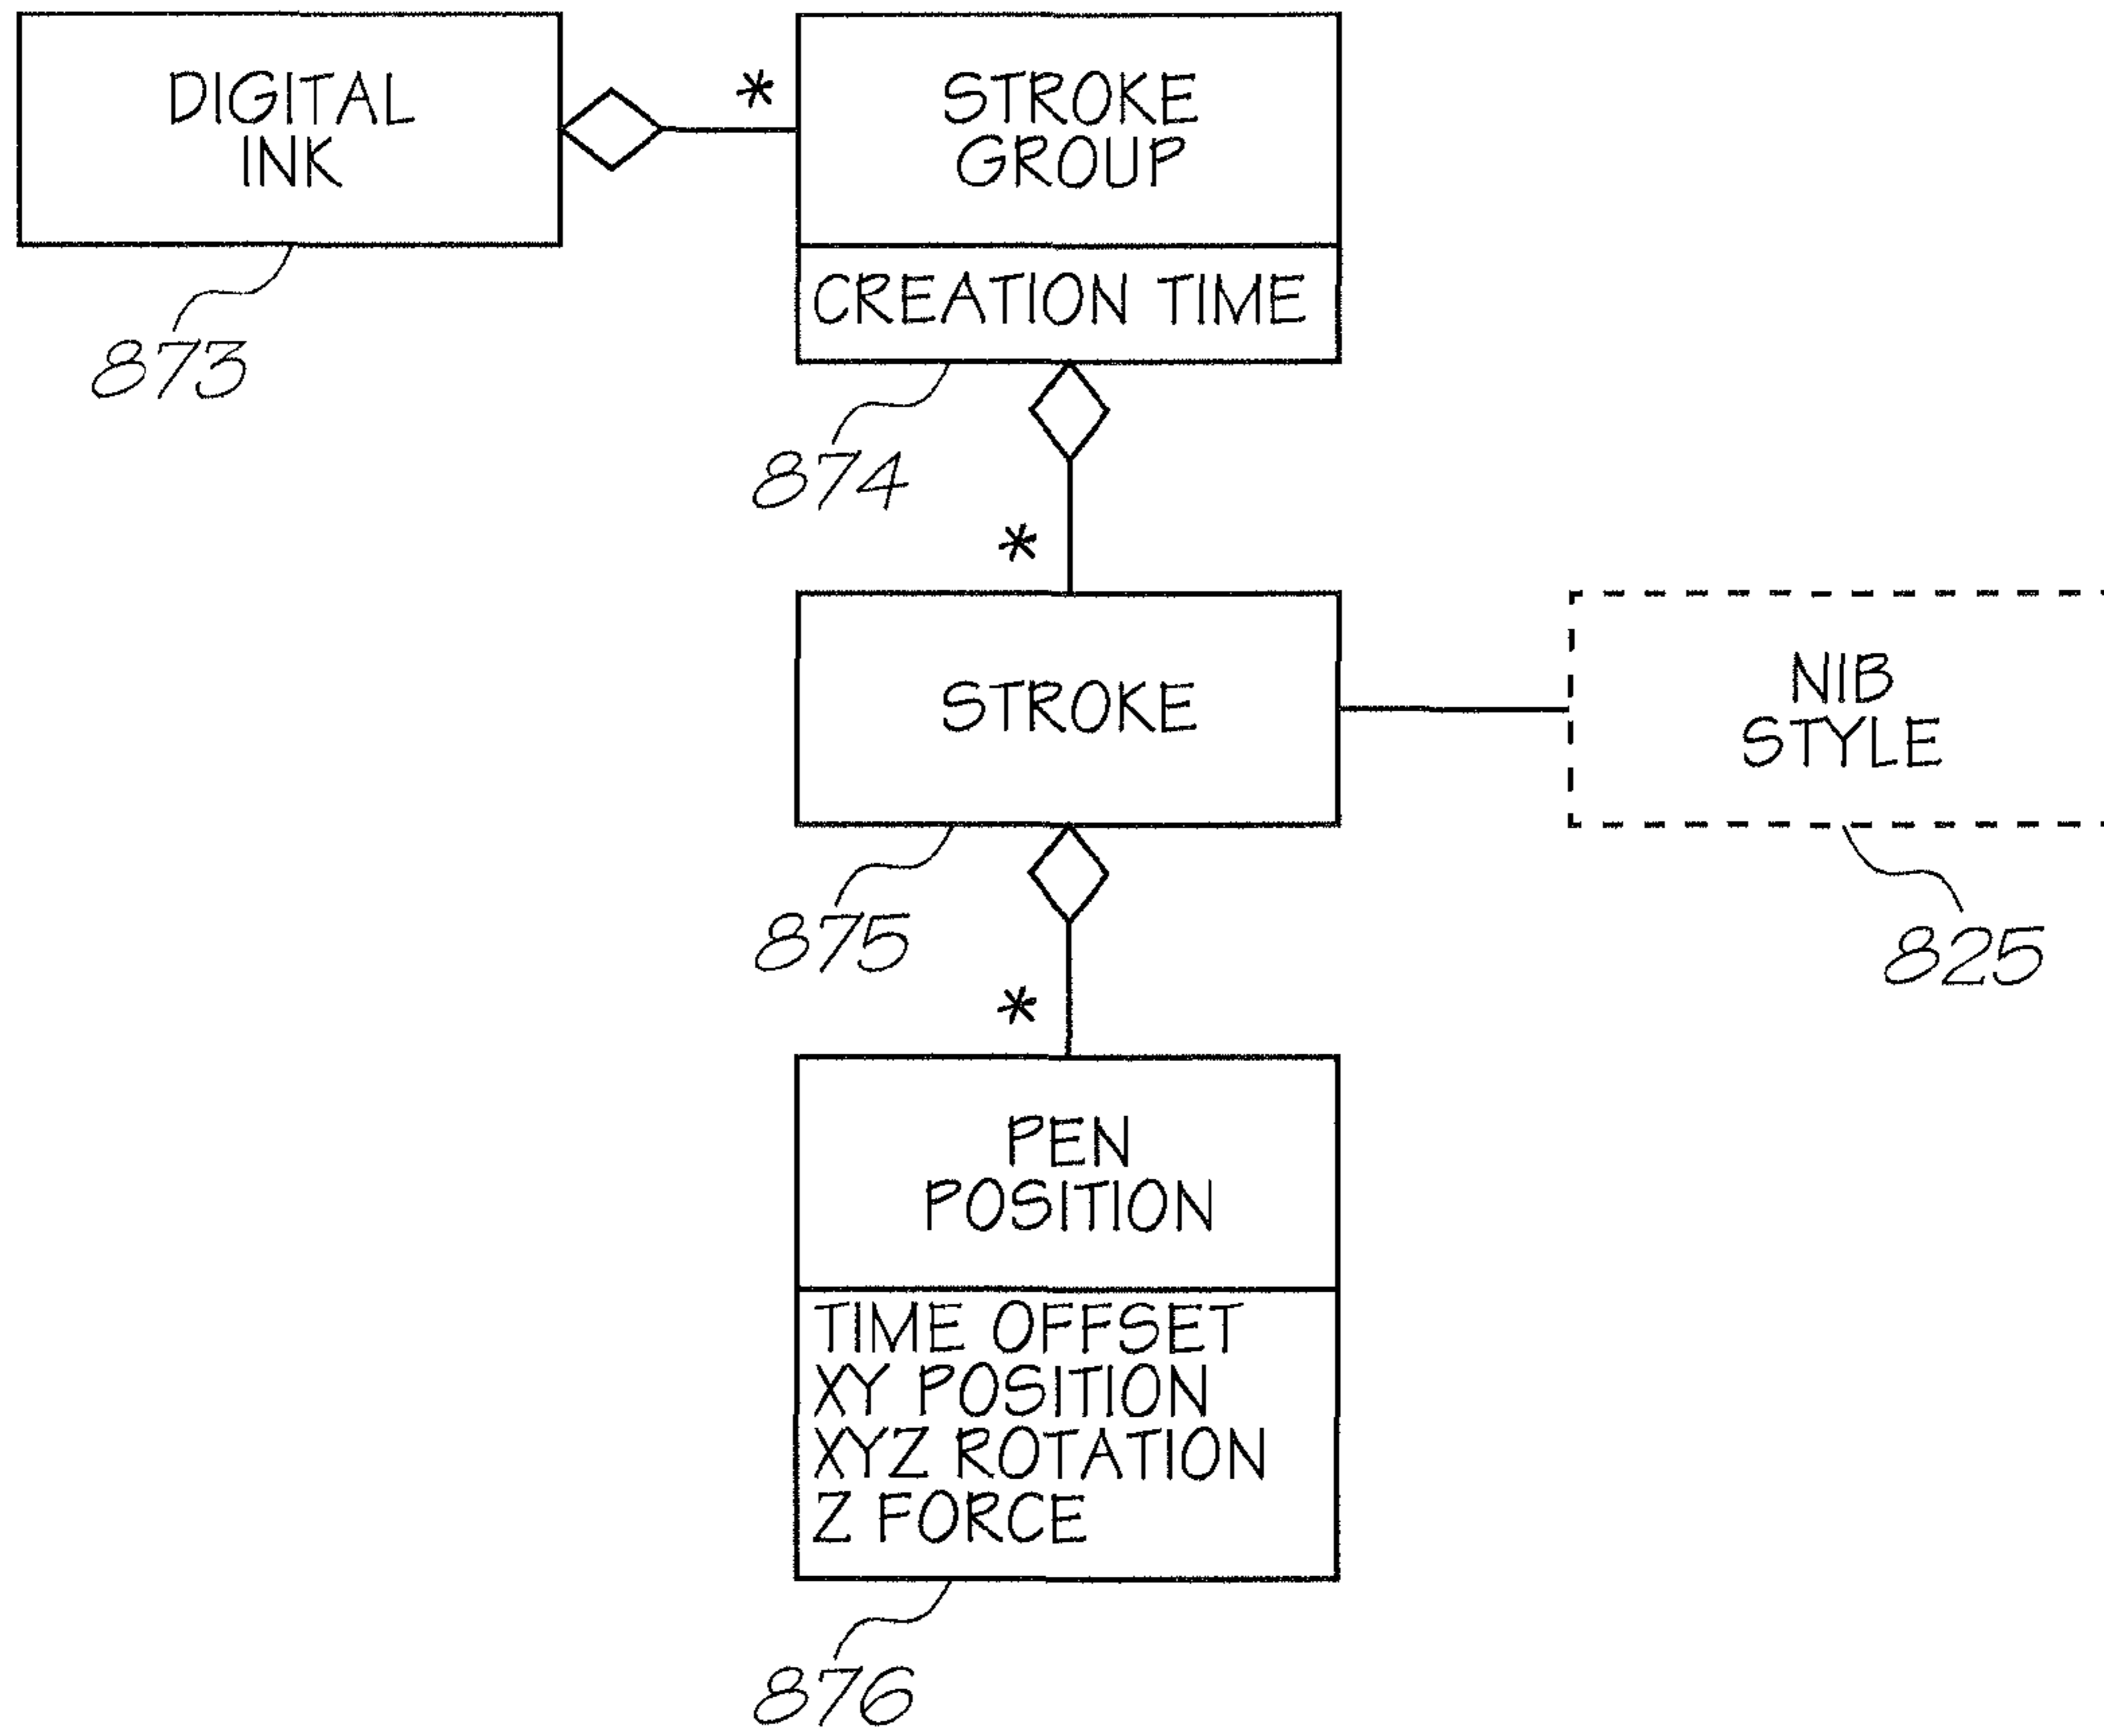 DIGITAL
INK
*
STROKE
GROUP
CREATION TIME
873
874
*
STROKE
NIB
STYLE
875
825
*
PEN
POSITION
TIME OFFSET
XY POSITION
XYZ ROTATION
Z FORCE
876